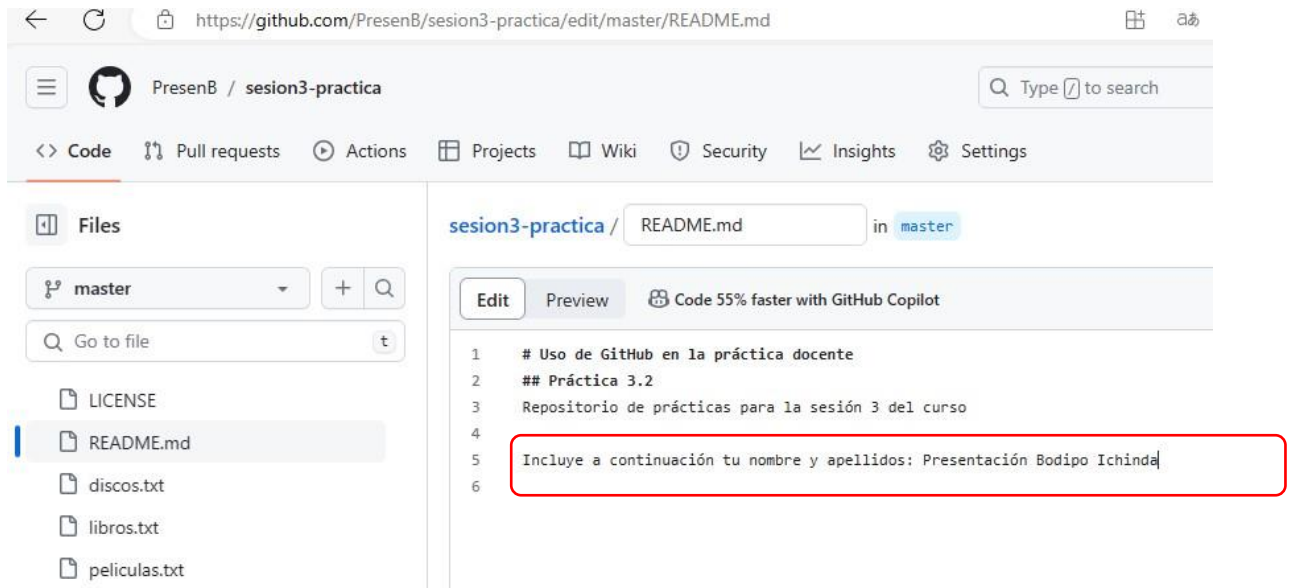 https://github.com/PresenB/sesion3-practica/edit/master/README.md
aあ
PresenB / sesion3-practica
Type / to search
<> Code Pull requests Actions Projects Wiki Security Insights Settings
Files
sesion3-practica / README.md in master
master
Edit Preview Code 55% faster with GitHub Copilot
Go to file t
1 # Uso de GitHub en la práctica docente
2 ## Práctica 3.2
3 Repositorio de prácticas para la sesión 3 del curso
4
5 Incluye a continuación tu nombre y apellidos: Presentación Bodipo Ichinda
6
LICENSE
README.md
discos.txt
libros.txt
peliculas.txt